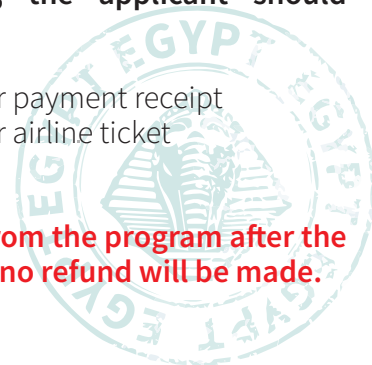 , the applicant should
r payment receipt
r airline ticket
rom the program after the
no refund will be made.
EGYPT EGYPT EGYPT EGYPT EGYPT